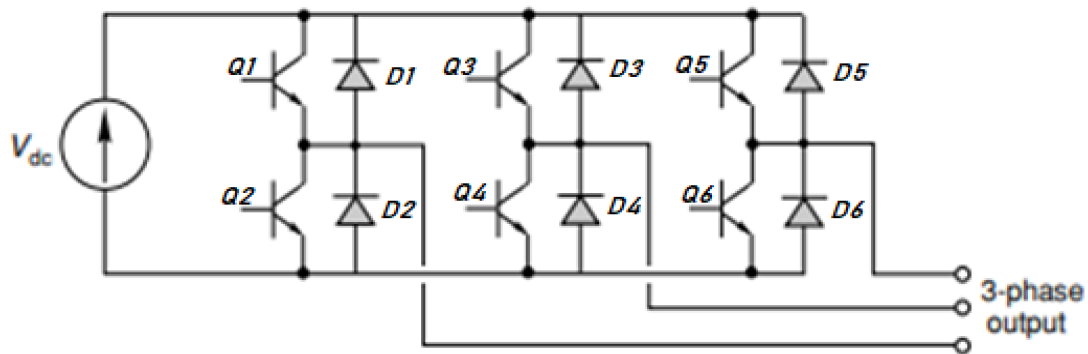 Q1
D1
Q3
D3
Q5
D5
Vdc
Q2
D2
Q4
D4
Q6
D6
3-phase
output